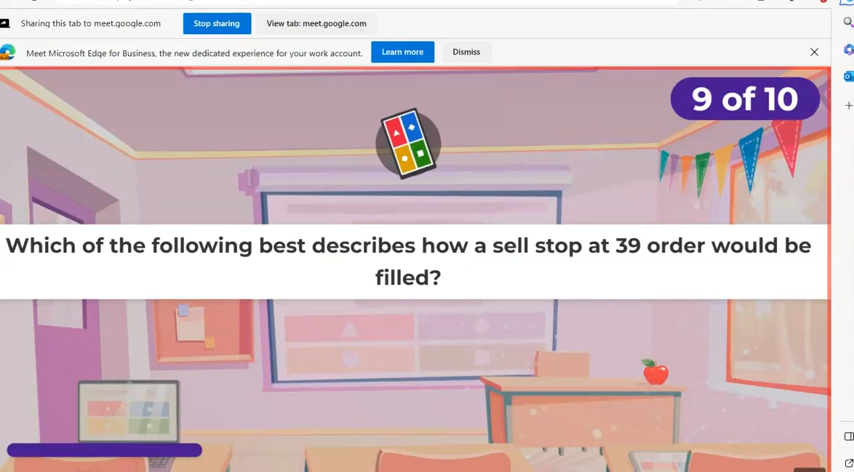 Sharing this tab to meet.google.com
Stop sharing
View tab: meet.google.com
Meet Microsoft Edge for Business, the new dedicated experience for your work account.
Learn more
Dismiss
9 of 10
Which of the following best describes how a sell stop at 39 order would be
filled?